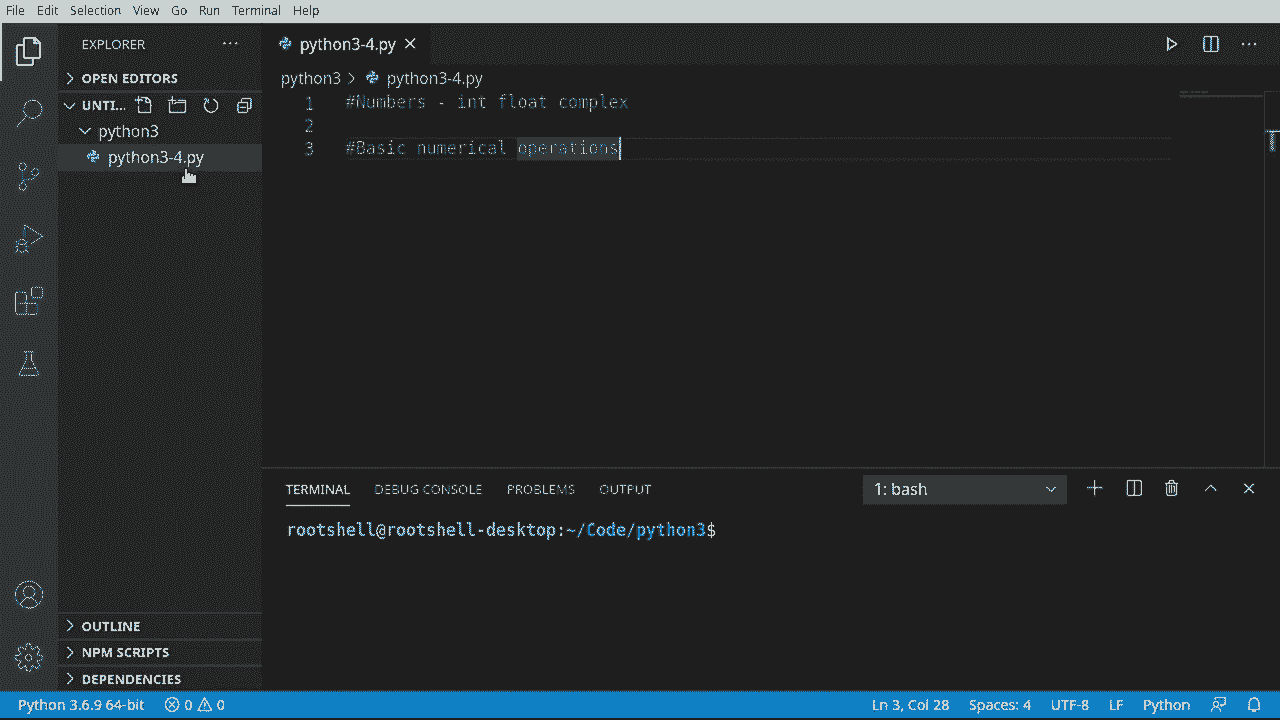 File Edit Selection View Go Run Terminal Help
EXPLORER
OPEN EDITORS
UNTI...
python3
python3-4.py
OUTLINE
NPM SCRIPTS
DEPENDENCIES
python3-4.py
python3 > python3-4.py
1 #Numbers - int float complex
2
3 #Basic numerical operations
TERMINAL DEBUG CONSOLE PROBLEMS OUTPUT 1: bash
rootshell@rootshell-desktop:~/Code/python3$
Python 3.6.9 64-bit 0 0 Ln 3, Col 28 Spaces: 4 UTF-8 LF Python